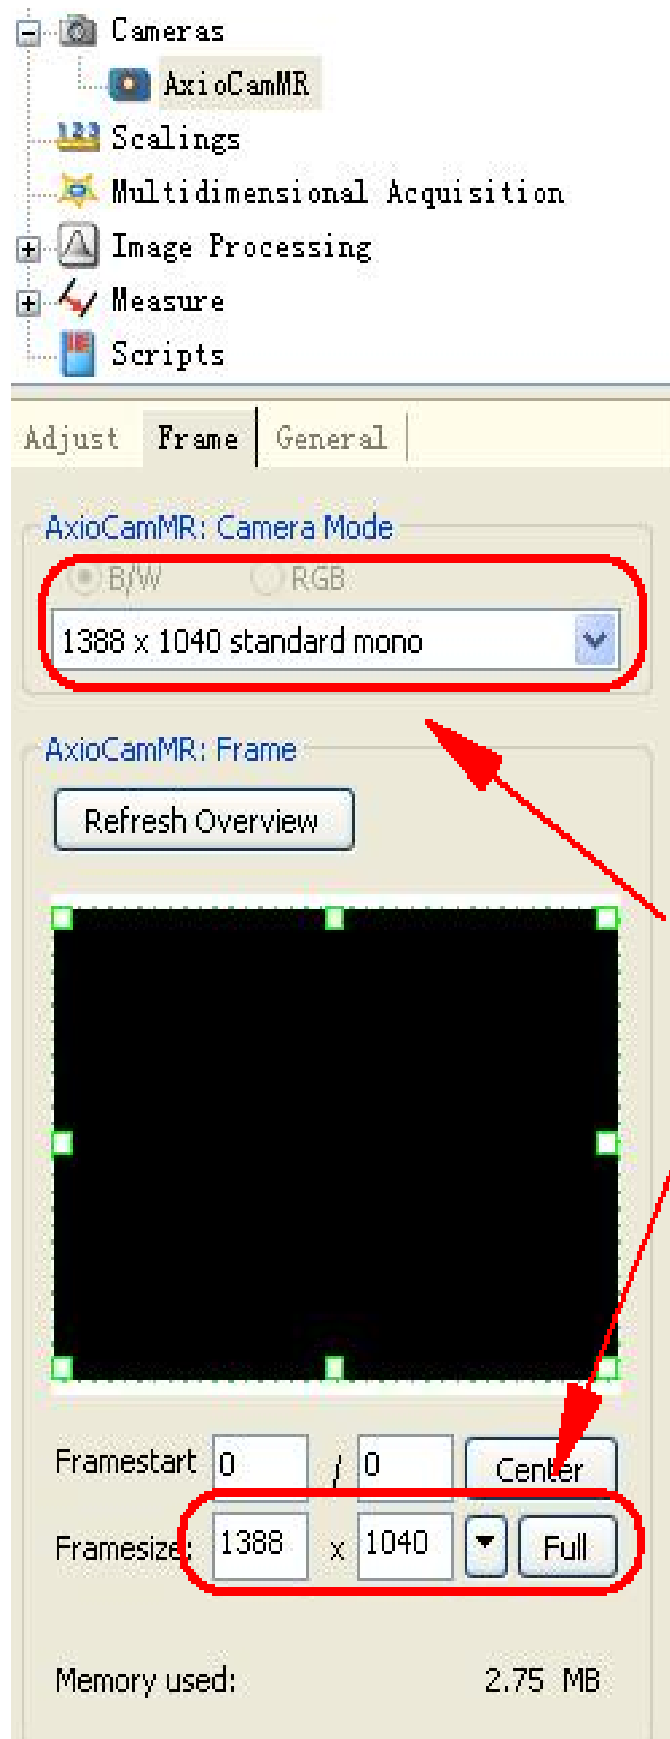 Cameras
AxioCamMR
123 Scalings
Multidimensional Acquisition
Image Processing
Measure
Scripts
Adjust Frame General
AxioCamMR: Camera Mode
B/W RGB
1388 x 1040 standard mono
AxioCamMR: Frame
Refresh Overview
Framestart 0 / 0 Center
Framesize: 1388 x 1040 Full
Memory used: 2.75 MB